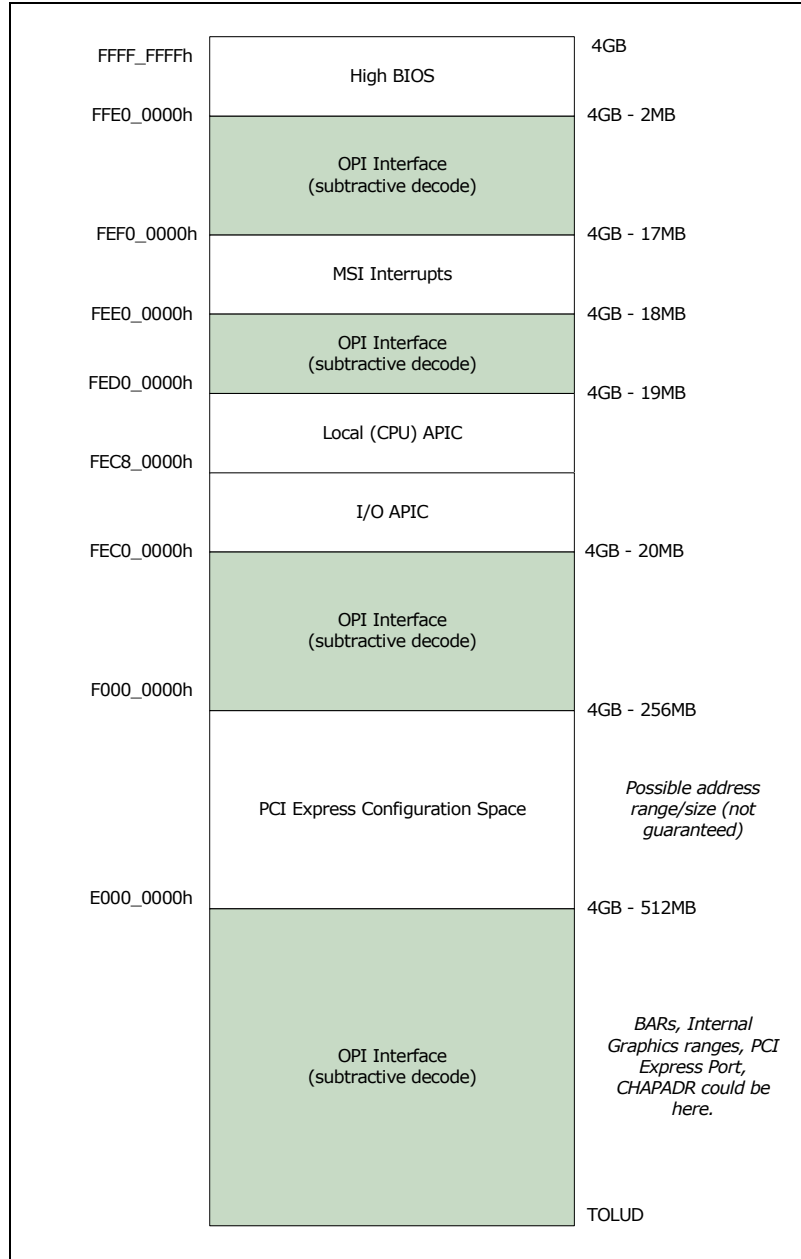 FFFF_FFFFh
4GB
High BIOS
FFE0_0000h
4GB - 2MB
OPI Interface
(subtractive decode)
FEF0_0000h
4GB - 17MB
MSI Interrupts
FEE0_0000h
4GB - 18MB
OPI Interface
(subtractive decode)
FED0_0000h
4GB - 19MB
Local (CPU) APIC
FEC8_0000h
I/O APIC
FEC0_0000h
4GB - 20MB
OPI Interface
(subtractive decode)
F000_0000h
4GB - 256MB
PCI Express Configuration Space
Possible address
range/size (not
guaranteed)
E000_0000h
4GB - 512MB
OPI Interface
(subtractive decode)
BARs, Internal
Graphics ranges, PCI
Express Port,
CHAPADR could be
here.
TOLUD